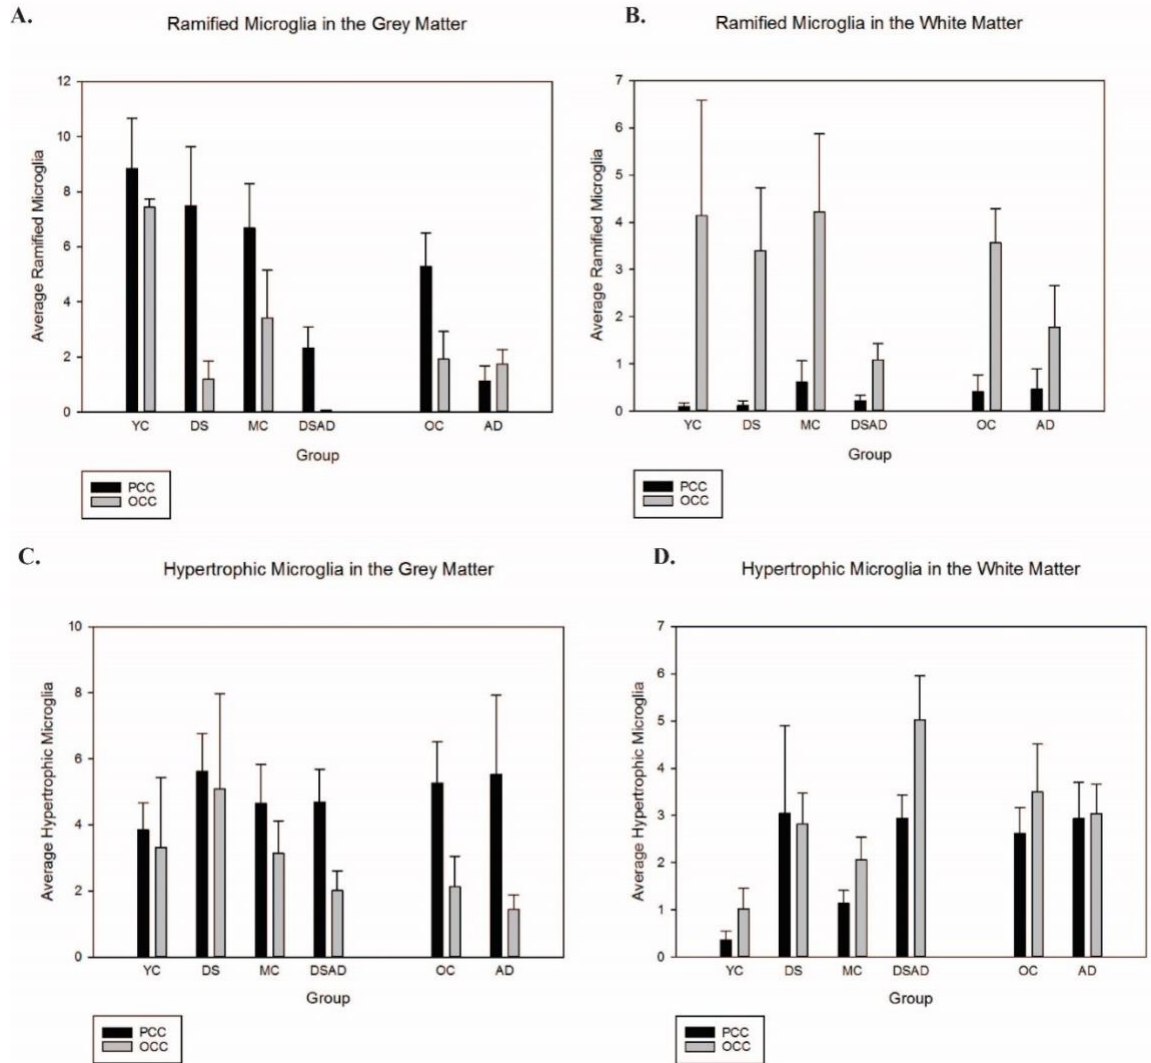 A.
Ramified Microglia in the Grey Matter
12
10
8
6
4
2
0
Average Ramified Microglia
YC DS MC DSAD OC AD
Group
PCC
OCC
B.
Ramified Microglia in the White Matter
7
6
5
4
3
2
1
0
Average Ramified Microglia
YC DS MC DSAD OC AD
Group
PCC
OCC
C.
Hypertrophic Microglia in the Grey Matter
10
8
6
4
2
0
Average Hypertrophic Microglia
YC DS MC DSAD OC AD
Group
PCC
OCC
D.
Hypertrophic Microglia in the White Matter
7
6
5
4
3
2
1
0
Average Hypertrophic Microglia
YC DS MC DSAD OC AD
Group
PCC
OCC